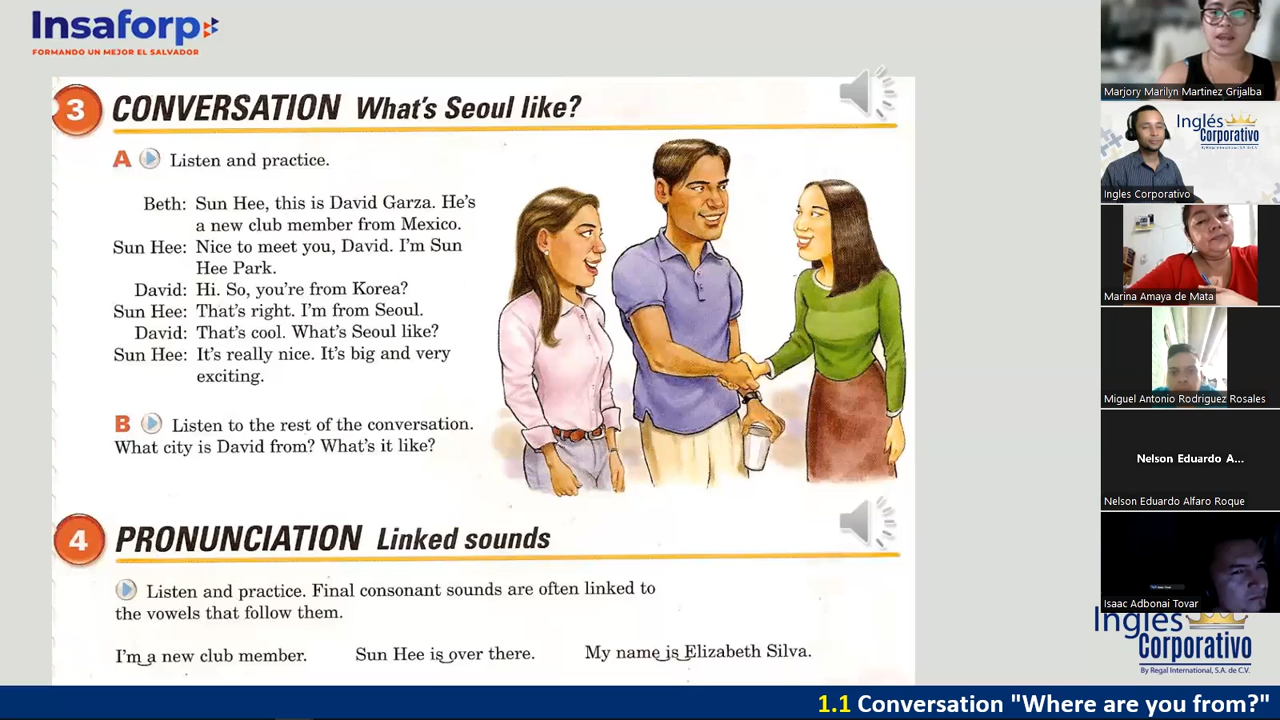 Insaforp
FORMANDO UN MEJOR EL SALVADOR
3 CONVERSATION What's Seoul like?
A Listen and practice.
Beth: Sun Hee, this is David Garza. He's
a new club member from Mexico.
Sun Hee: Nice to meet you, David. I'm Sun
Hee Park.
David: Hi. So, you're from Korea?
Sun Hee: That's right. I'm from Seoul.
David: That's cool. What's Seoul like?
Sun Hee: It's really nice. It's big and very
exciting.
B Listen to the rest of the conversation.
What city is David from? What's it like?
4 PRONUNCIATION Linked sounds
Listen and practice. Final consonant sounds are often linked to
the vowels that follow them.
I'm a new club member. Sun Hee is over there. My name is Elizabeth Silva.
Marjory Marilyn Martinez Grijalba
Inglés
Corporativo
By Regal International, S.A. de C.V.
Ingles Corporativo
Marina Amaya de Mata
Miguel Antonio Rodriguez Rosales
Nelson Eduardo A...
Nelson Eduardo Alfaro Roque
Isaac Adbonai Tovar
Inglés
Corporativo
By Regal International, S.A. de C.V.
1.1 Conversation "Where are you from?"